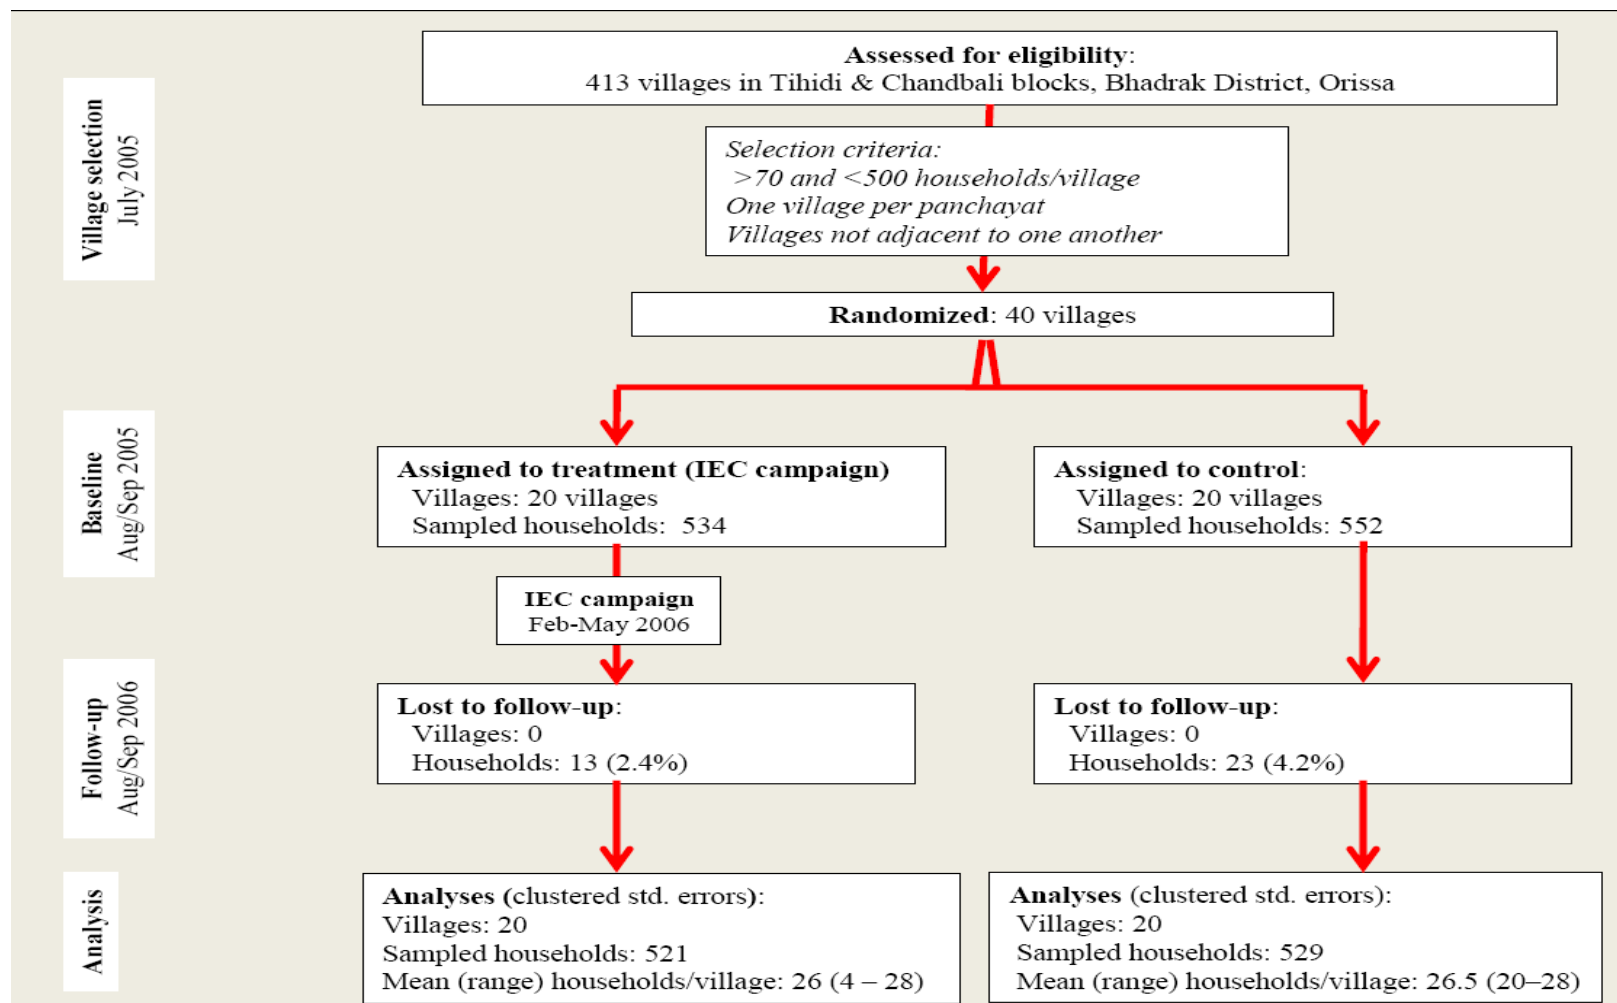 Assessed for eligibility:
413 villages in Tihidi & Chandbali blocks, Bhadrak District, Orissa
Village selection
July 2005
Selection criteria:
>70 and <500 households/village
One village per panchayat
Villages not adjacent to one another
Randomized: 40 villages
Baseline
Aug/Sep 2005
Assigned to treatment (IEC campaign)
Villages: 20 villages
Sampled households: 534
Assigned to control:
Villages: 20 villages
Sampled households: 552
IEC campaign
Feb-May 2006
Follow-up
Aug/Sep 2006
Lost to follow-up:
Villages: 0
Households: 13 (2.4%)
Lost to follow-up:
Villages: 0
Households: 23 (4.2%)
Analysis
Analyses (clustered std. errors):
Villages: 20
Sampled households: 521
Mean (range) households/village: 26 (4 – 28)
Analyses (clustered std. errors):
Villages: 20
Sampled households: 529
Mean (range) households/village: 26.5 (20–28)